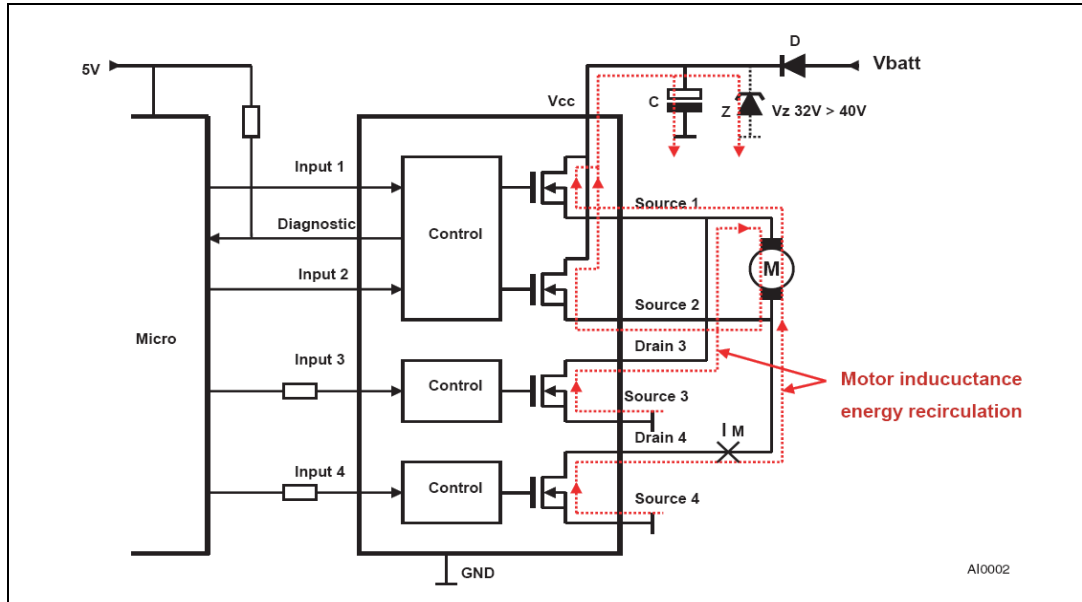 D
5V
Vbatt
Vcc
C
Z
Vz 32V > 40V
Input 1
Source 1
Diagnostic
Control
M
Input 2
Source 2
Micro
Drain 3
Input 3
Control
Source 3
Motor inducuctance
energy recirculation
Drain 4
I M
Input 4
Control
Source 4
GND
AI0002